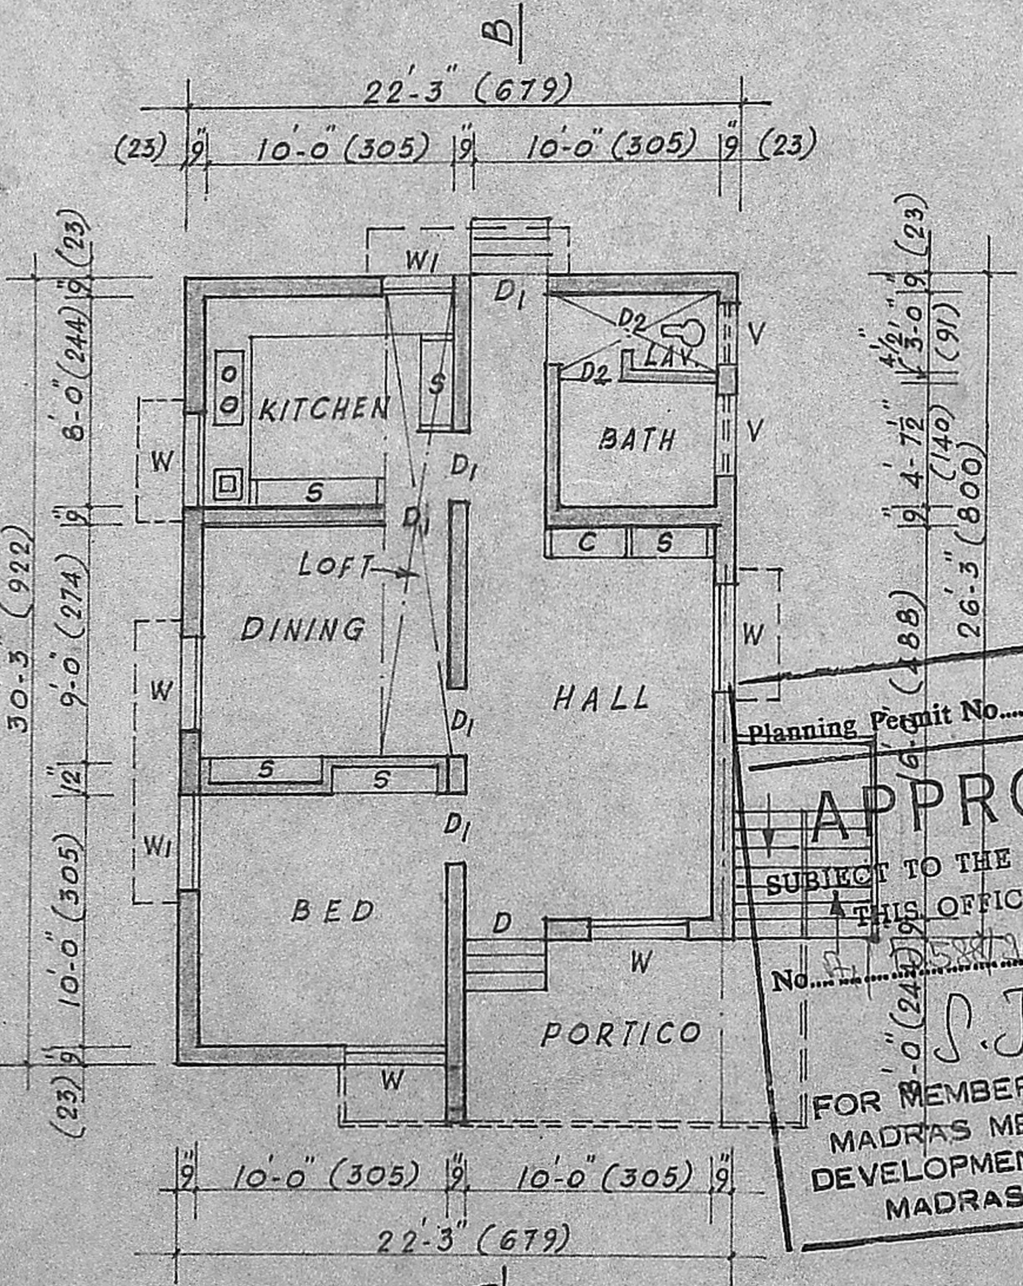 B
22'-3" (679)
(23) 9" 10'-0" (305) 9" 10'-0" (305) 9" (23)
9" (23)
8'-0" (244)
9"
9'-0" (274)
12"
10'-0" (305)
(23) 9"
30'-3" (922)
W1
D1
D2
LAV.
D2
V
S
KITCHEN
BATH
V
W
D1
S
D1
C
S
LOFT
DINING
W
HALL
W
D1
S
S
D1
W1
BED
D
W
PORTICO
W
9" (23)
3'-0" (91)
4½"
4'-7½" (140)
9"
26'-3" (800)
(488)
9"
(244)
Planning Permit No....
SUBJECT TO THE
THIS OFFIC
No....
S.
FOR MEMBER
MADRAS ME
DEVELOPMEN
MADRAS
9" 10'-0" (305) 9" 10'-0" (305) 9"
22'-3" (679)